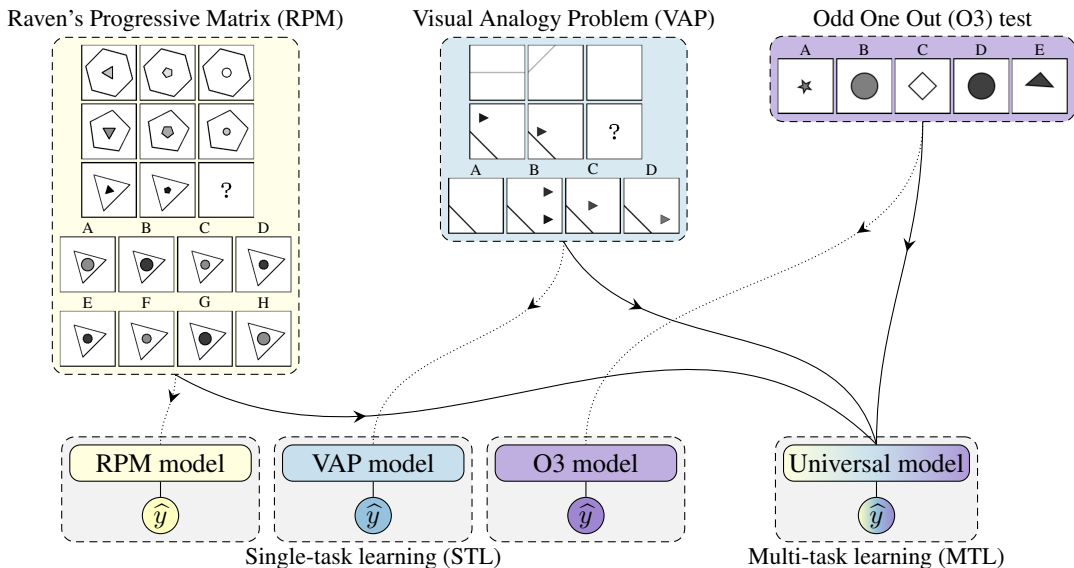 Raven's Progressive Matrix (RPM)
Visual Analogy Problem (VAP)
Odd One Out (O3) test
A B C D E
?
?
A B C D
A B C D
E F G H
RPM model
VAP model
O3 model
Universal model
ŷ ŷ ŷ ŷ
Single-task learning (STL)
Multi-task learning (MTL)